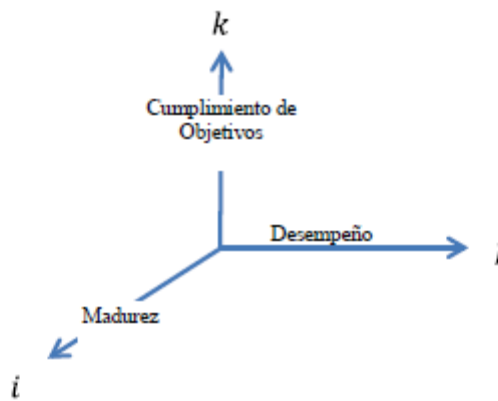 k
Cumplimiento de
Objetivos
Desempeño
Madurez
i